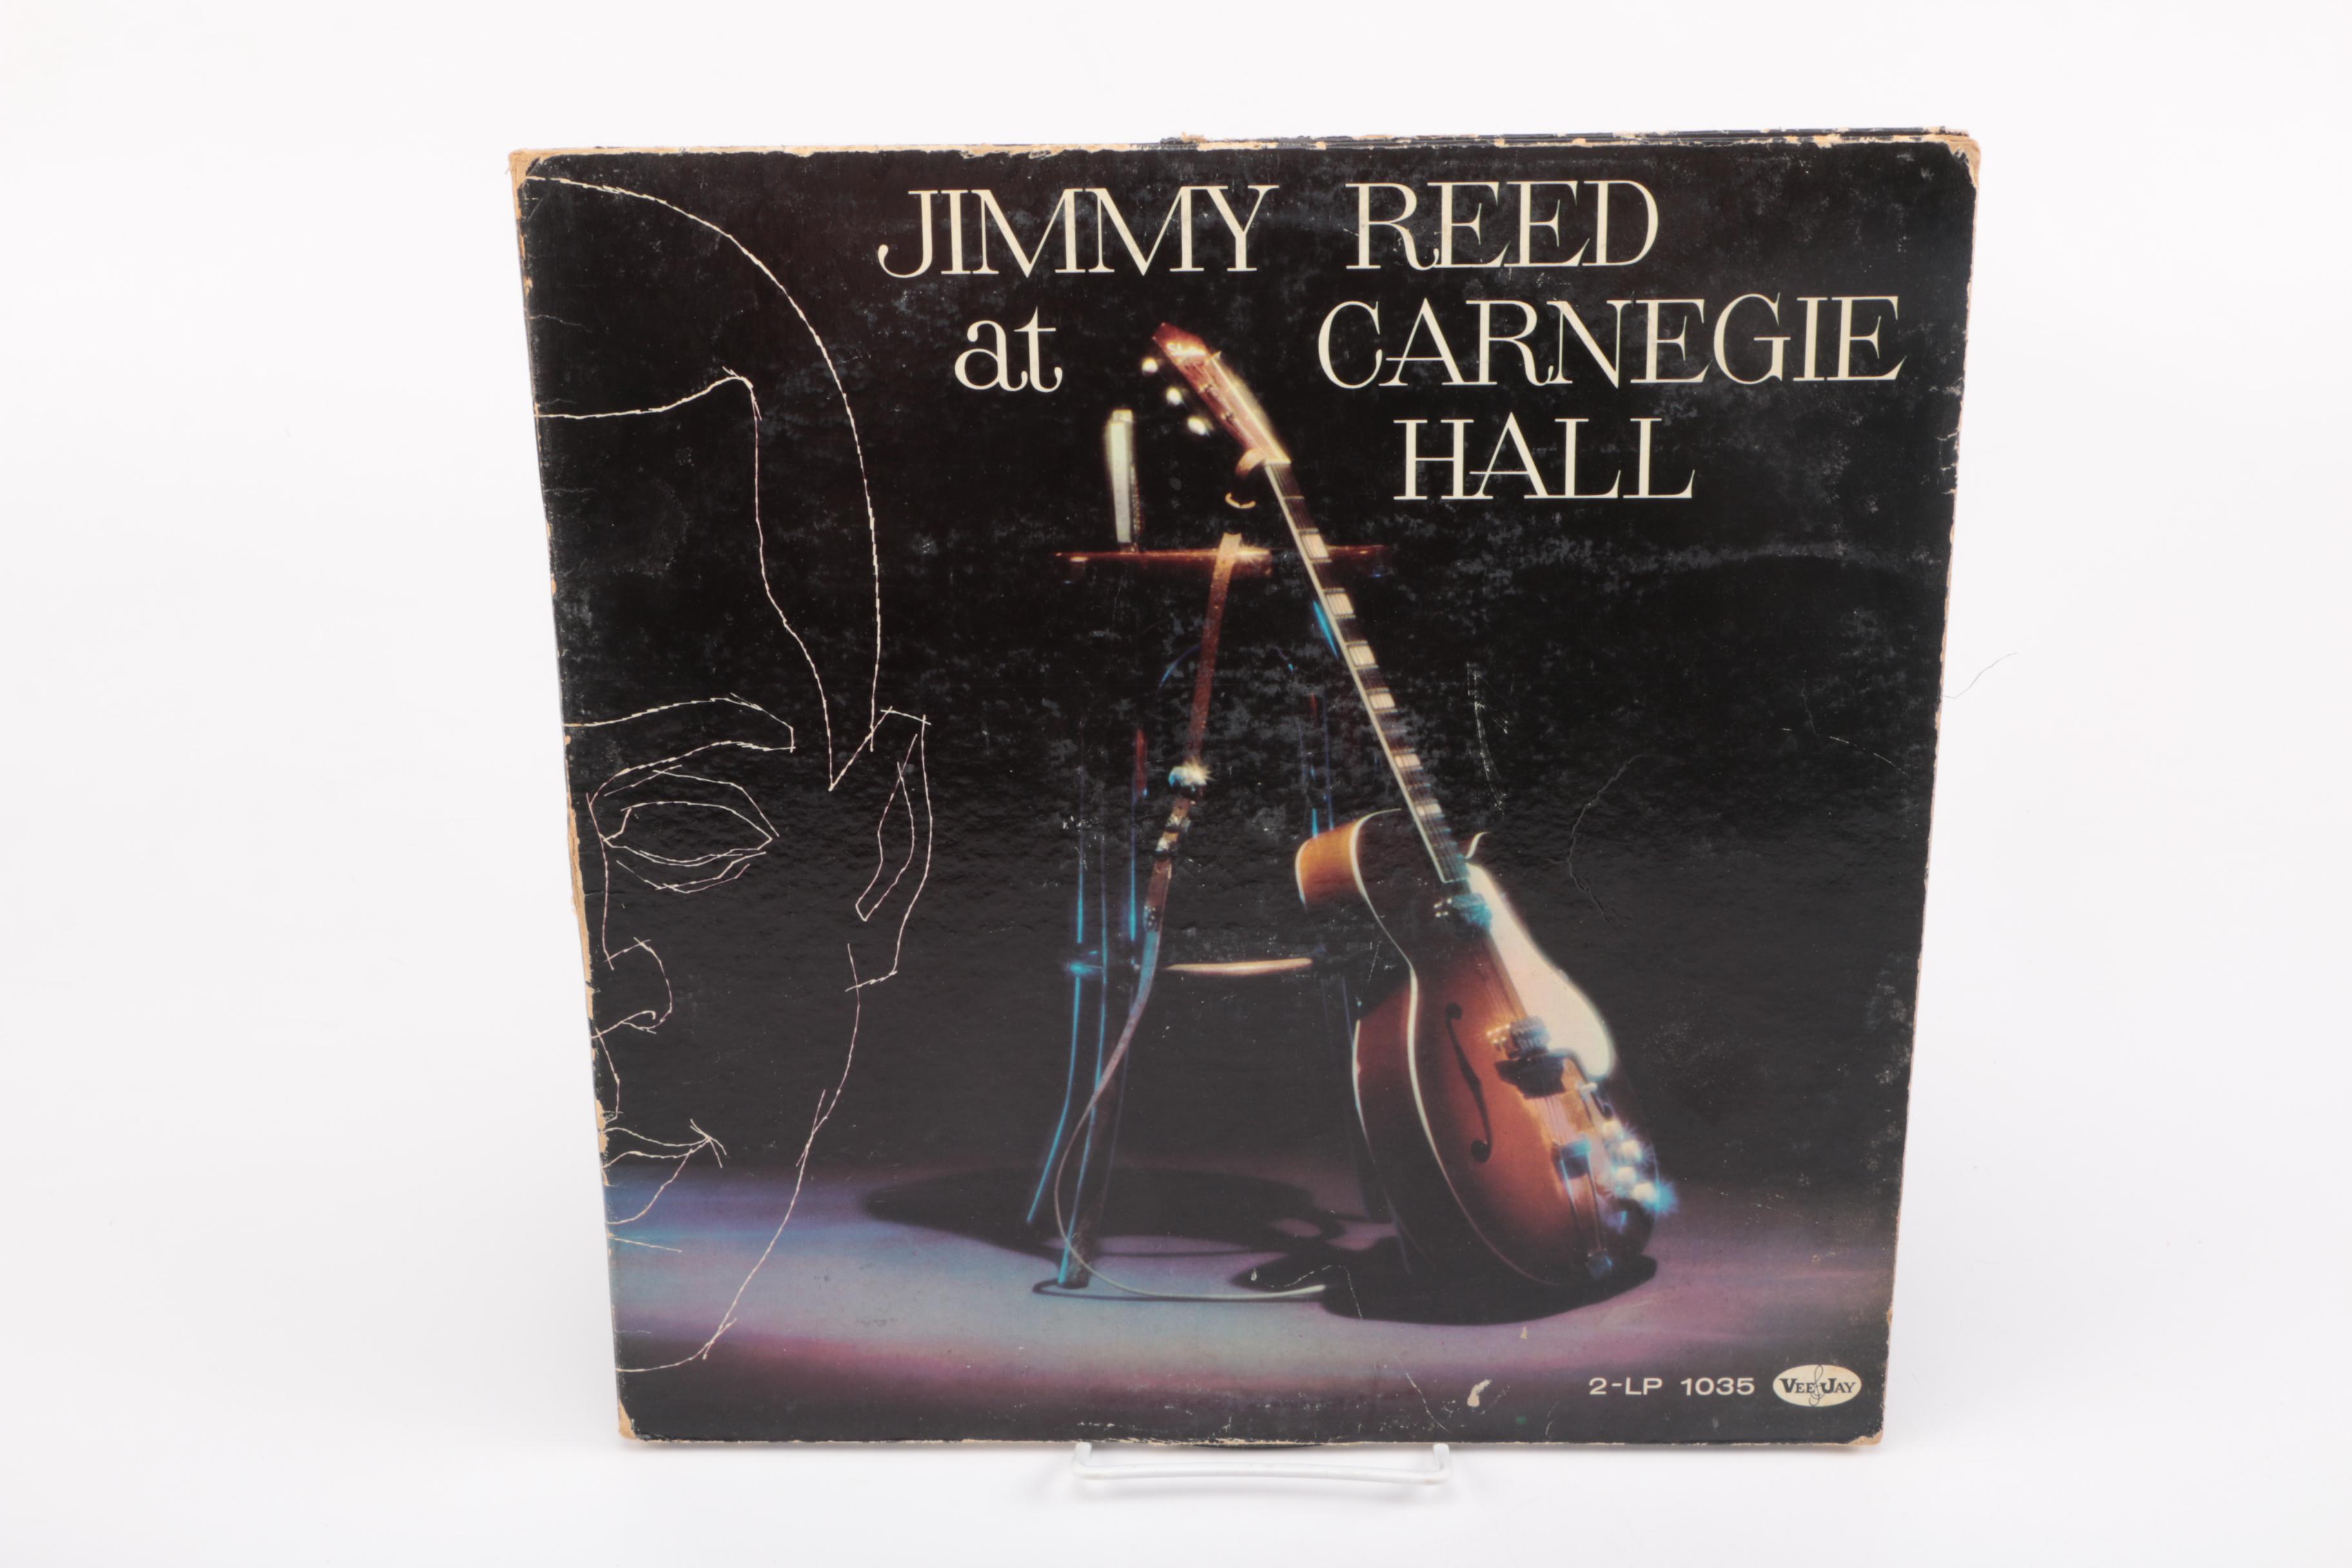 JIMMY REED
at CARNEGIE
HALL
2-LP 1035 VEE JAY